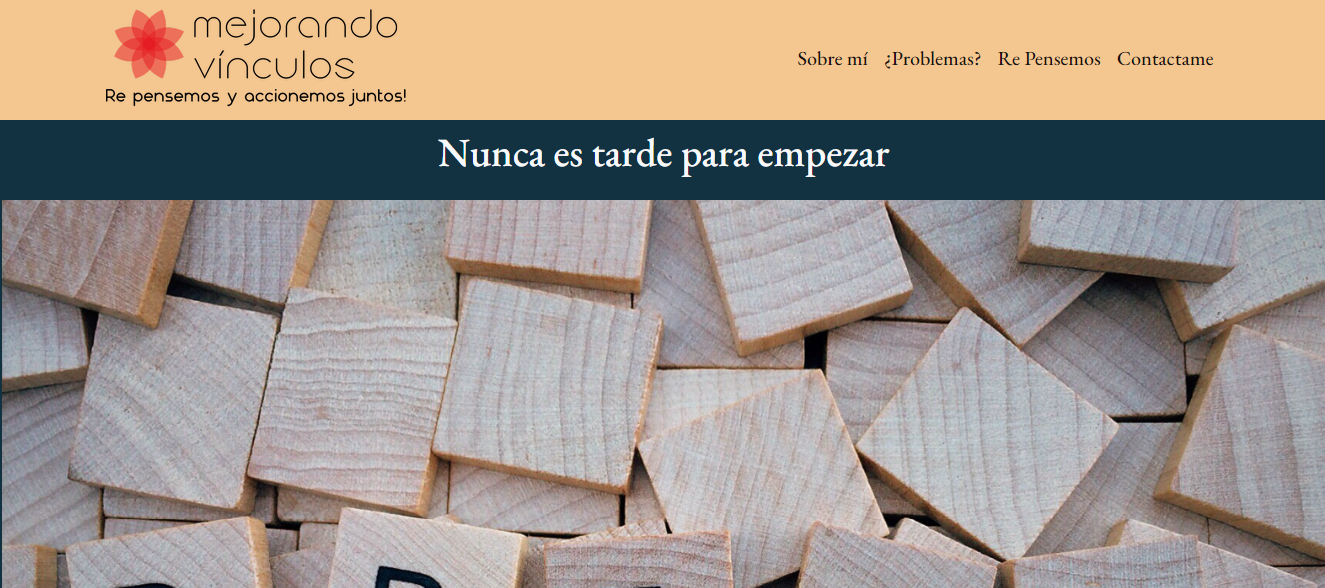 mejorando
vínculos
Re pensemos y accionemos juntos!
Sobre mí ¿Problemas? Re Pensemos Contactame
Nunca es tarde para empezar